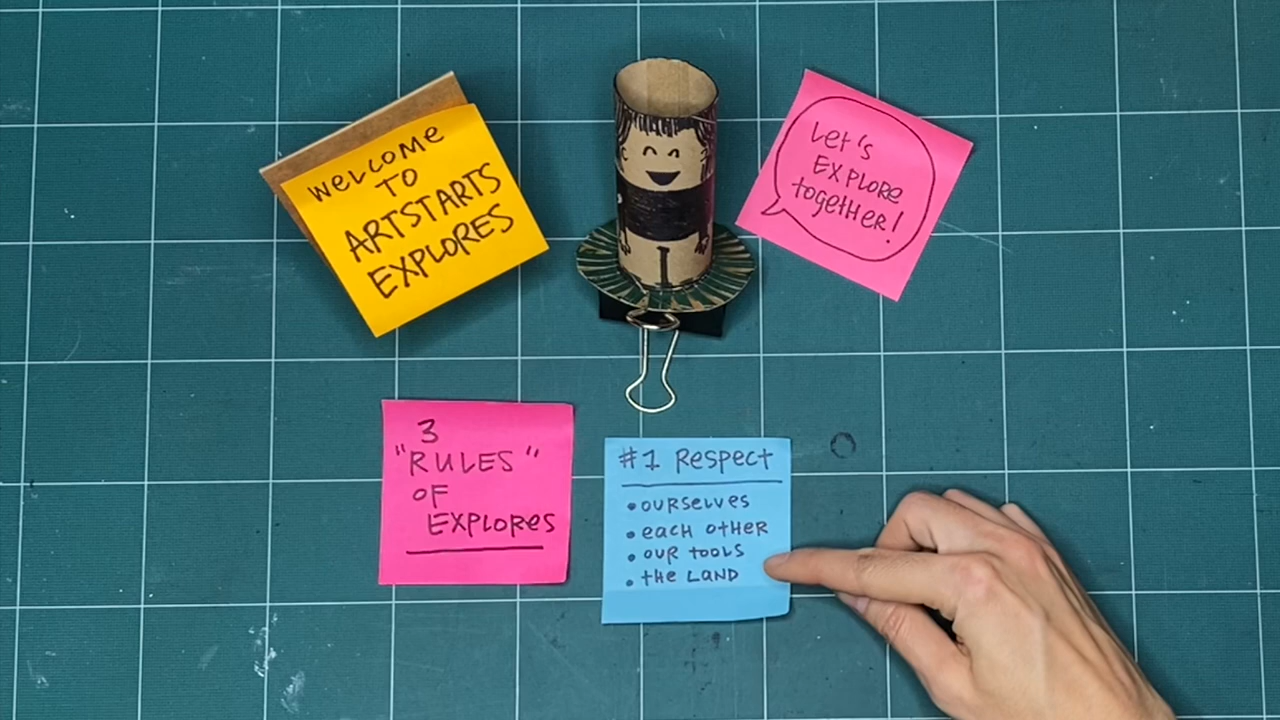 WELCOME
TO
ARTSTARTS
EXPLORES
Let's
EXPLORE
together!
3
"RULES"
OF
EXPLORES
#1 Respect
• OURSELVES
• EACH OTHER
• OUR TOOLS
• THE LAND